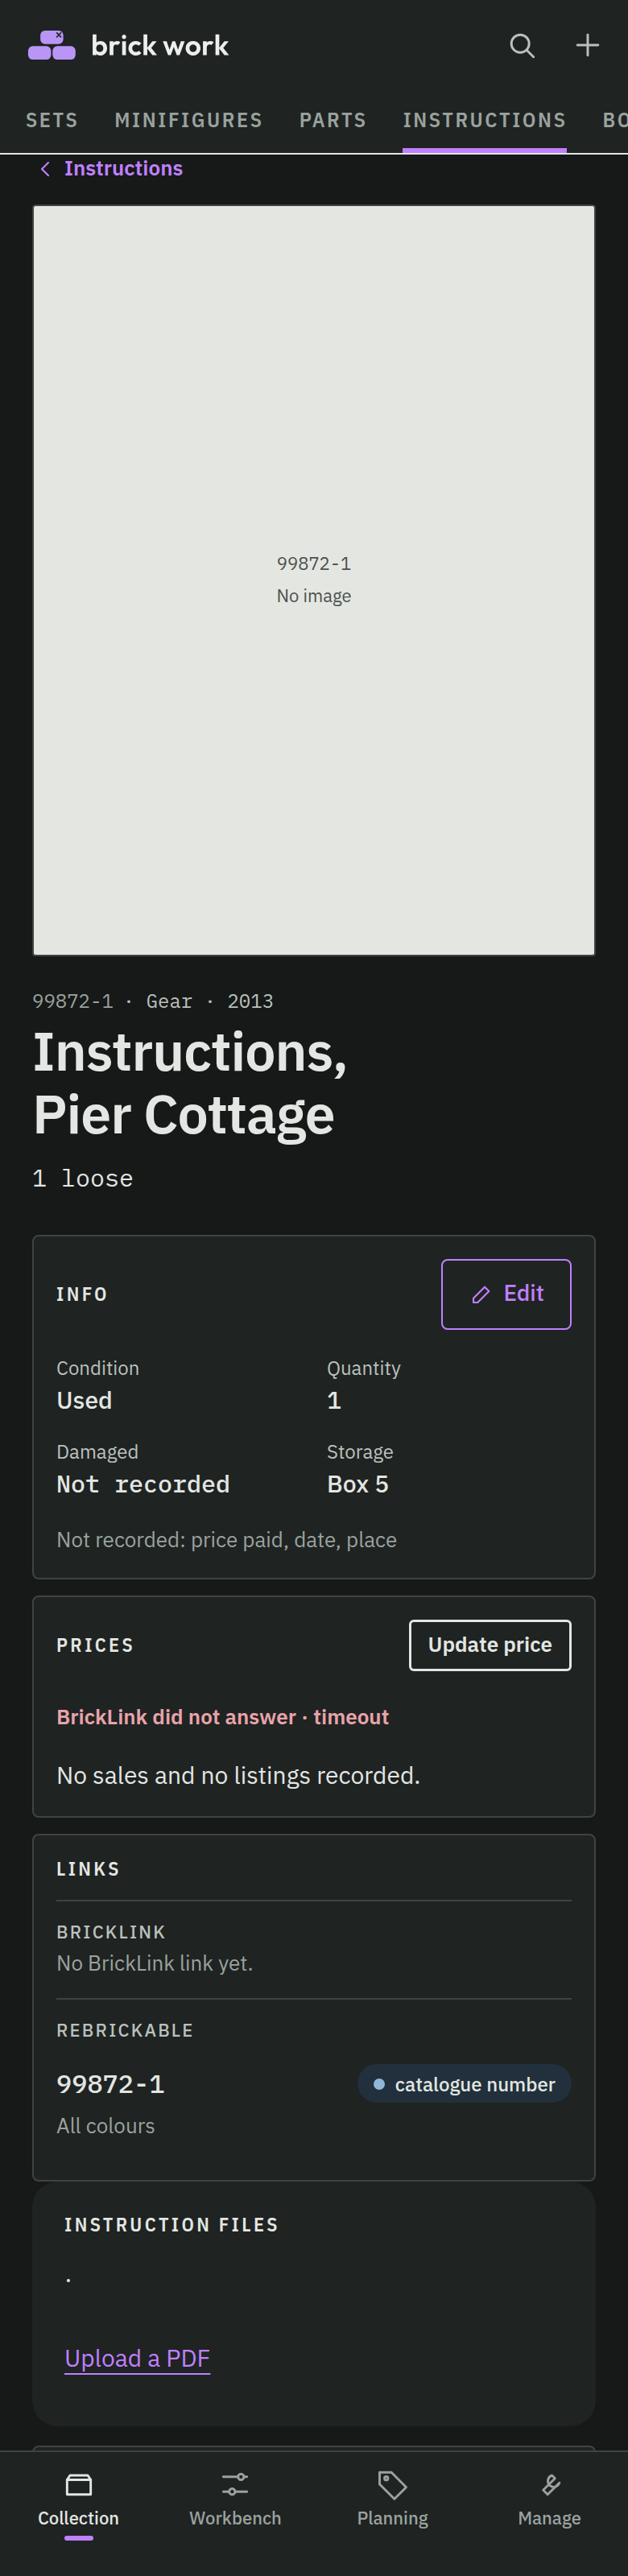 brick work
SETS MINIFIGURES PARTS INSTRUCTIONS BO
Instructions
99872-1
No image
99872-1 · Gear · 2013
Instructions,
Pier Cottage
1 loose
INFO
Edit
Condition Quantity
Used 1
Damaged Storage
Not recorded Box 5
Not recorded: price paid, date, place
PRICES
Update price
BrickLink did not answer · timeout
No sales and no listings recorded.
LINKS
BRICKLINK
No BrickLink link yet.
REBRICKABLE
99872-1 catalogue number
All colours
INSTRUCTION FILES
.
Upload a PDF
Collection Workbench Planning Manage